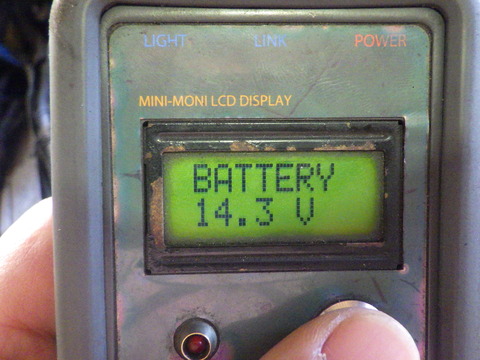 LIGHT LINK POWER
MINI-MONI LCD DISPLAY
BATTERY
14.3 V